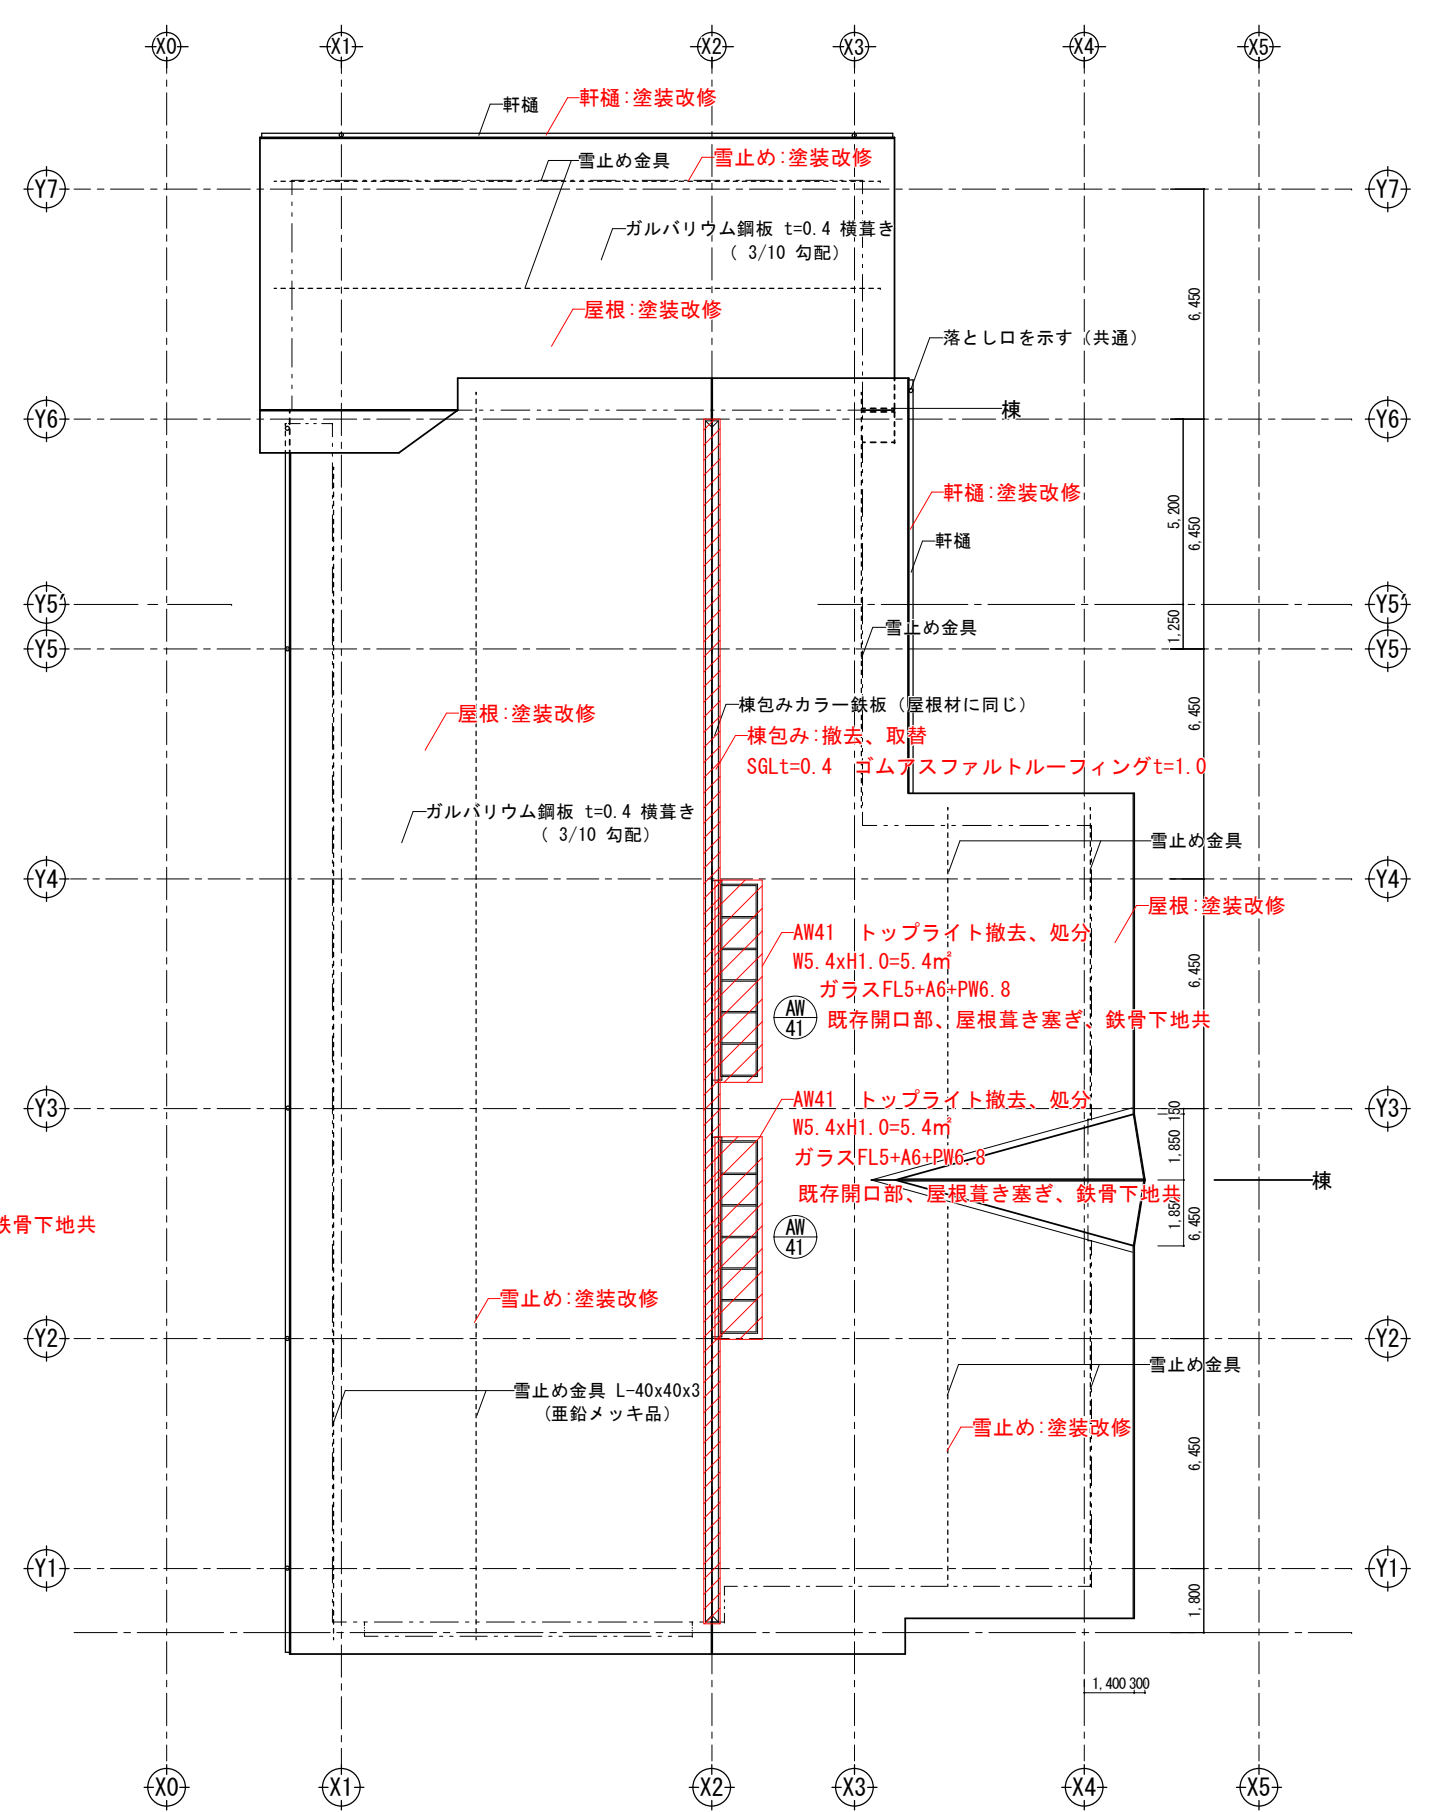 X0
X1
X2
X3
X4
X5
軒樋
軒樋:塗装改修
雪止め金具
雪止め:塗装改修
Y7
Y7
ガルバリウム鋼板 t=0.4 横葺き
( 3/10 勾配)
6,450
屋根:塗装改修
落とし口を示す (共通)
棟
Y6
Y6
軒樋:塗装改修
5,200
6,450
軒樋
Y5'
Y5'
1,250
雪止め金具
Y5
Y5
棟包みカラー鉄板 (屋根材に同じ)
屋根:塗装改修
6,450
棟包み:撤去、取替
SGLt=0.4 ゴムアスファルトルーフィングt=1.0
ガルバリウム鋼板 t=0.4 横葺き
( 3/10 勾配)
雪止め金具
Y4
Y4
屋根:塗装改修
AW41 トップライト撤去、処分
W5.4xH1.0=5.4㎡
6,450
ガラスFL5+A6+PW6.8
AW
41
既存開口部、屋根葺き塞ぎ、鉄骨下地共
Y3
Y3
AW41 トップライト撤去、処分
150
W5.4xH1.0=5.4㎡
1,850
ガラスFL5+A6+PW6.8
既存開口部、屋根葺き塞ぎ、鉄骨下地共
棟
1,850
6,450
鉄骨下地共
AW
41
雪止め:塗装改修
Y2
Y2
雪止め金具
雪止め金具 L-40x40x3
(亜鉛メッキ品)
雪止め:塗装改修
6,450
Y1
Y1
1,800
1,400
300
X0
X1
X2
X3
X4
X5